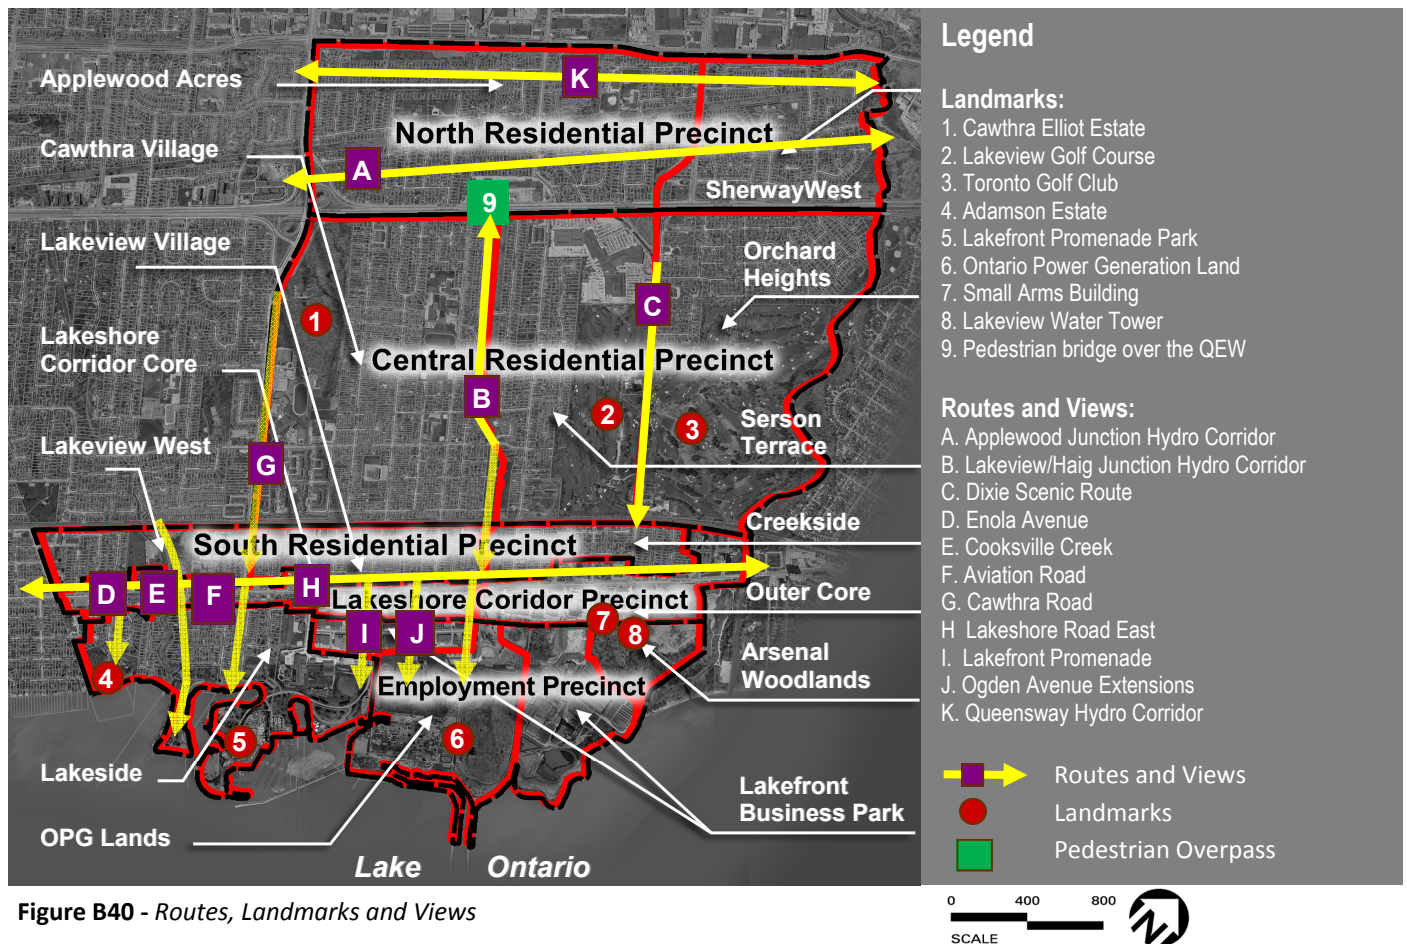 Applewood Acres
K
North Residential Precinct
Cawthra Village
A
SherwayWest
9
Lakeview Village
Orchard
Heights
C
1
Lakeshore
Corridor Core
Central Residential Precinct
B
2
3
Serson
Terrace
Lakeview West
G
Creekside
South Residential Precinct
D
E
F
H
Lakeshore Coridor Precinct
Outer Core
I
J
7
8
Arsenal
Woodlands
4
Employment Precinct
5
6
Lakeside
Lakefront
Business Park
OPG Lands
Lake Ontario
Legend
Landmarks:
1. Cawthra Elliot Estate
2. Lakeview Golf Course
3. Toronto Golf Club
4. Adamson Estate
5. Lakefront Promenade Park
6. Ontario Power Generation Land
7. Small Arms Building
8. Lakeview Water Tower
9. Pedestrian bridge over the QEW
Routes and Views:
A. Applewood Junction Hydro Corridor
B. Lakeview/Haig Junction Hydro Corridor
C. Dixie Scenic Route
D. Enola Avenue
E. Cooksville Creek
F. Aviation Road
G. Cawthra Road
H Lakeshore Road East
I. Lakefront Promenade
J. Ogden Avenue Extensions
K. Queensway Hydro Corridor
Routes and Views
Landmarks
Pedestrian Overpass
Figure B40 - Routes, Landmarks and Views
0 400 800
SCALE
N